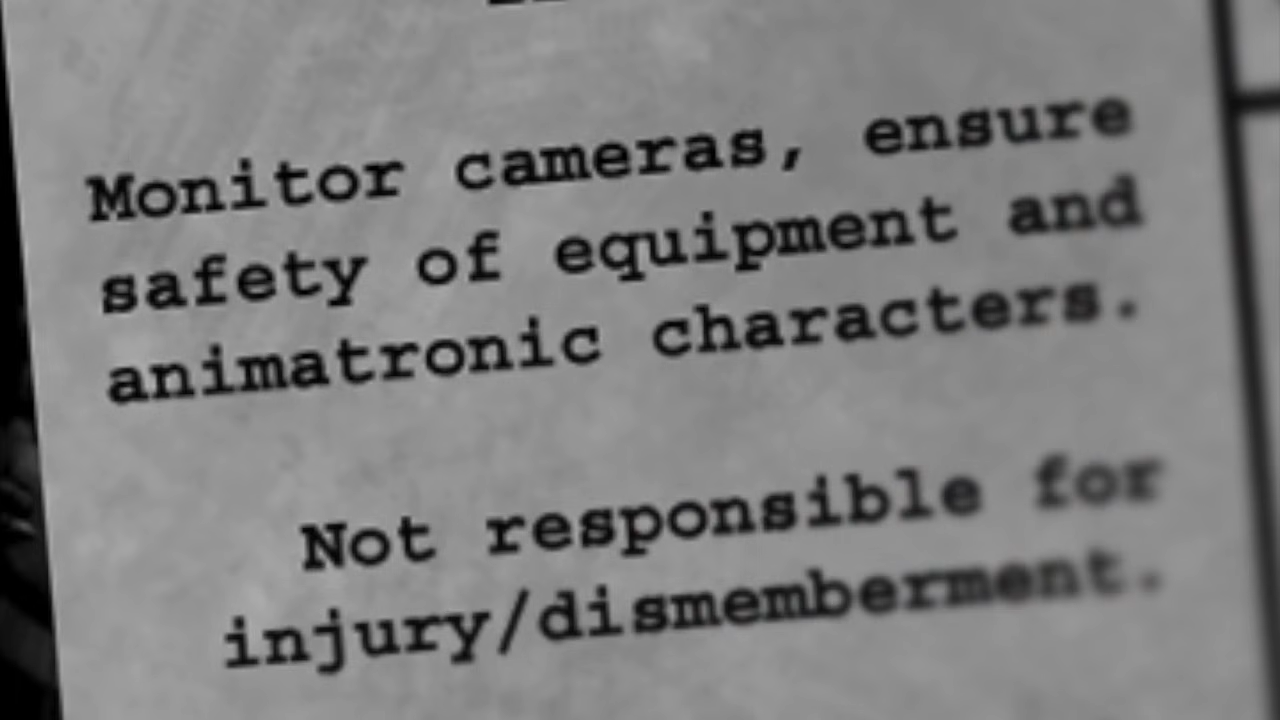 Monitor cameras, ensure
safety of equipment and
animatronic characters.
Not responsible for
injury/dismemberment.